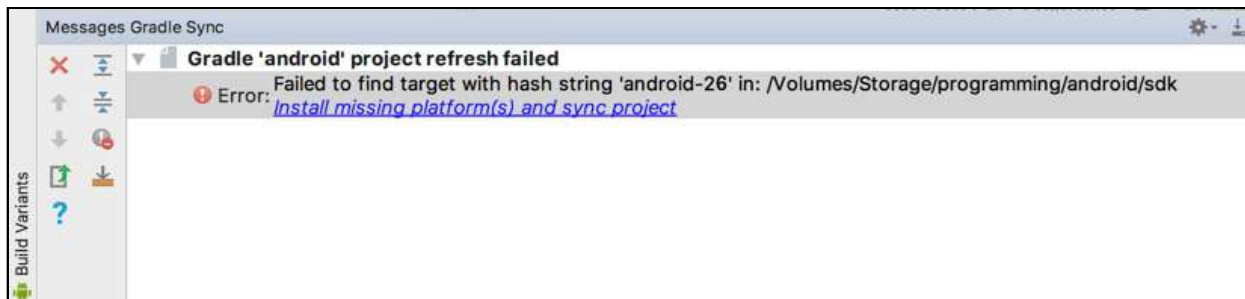 Messages Gradle Sync
Gradle 'android' project refresh failed
Error: Failed to find target with hash string 'android-26' in: /Volumes/Storage/programming/android/sdk
Install missing platform(s) and sync project
?
Build Variants